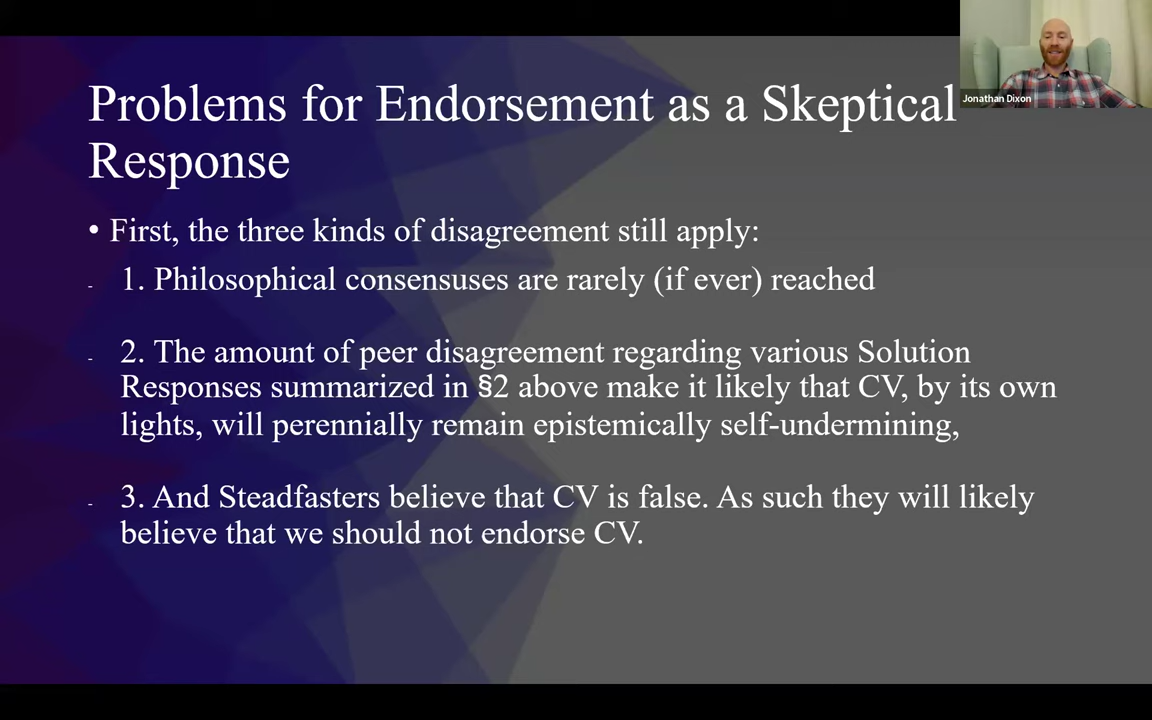 Problems for Endorsement as a Skeptical
Response
Jonathan Dixon
• First, the three kinds of disagreement still apply:
- 1. Philosophical consensuses are rarely (if ever) reached
- 2. The amount of peer disagreement regarding various Solution
Responses summarized in §2 above make it likely that CV, by its own
lights, will perennially remain epistemically self-undermining,
- 3. And Steadfasters believe that CV is false. As such they will likely
believe that we should not endorse CV.